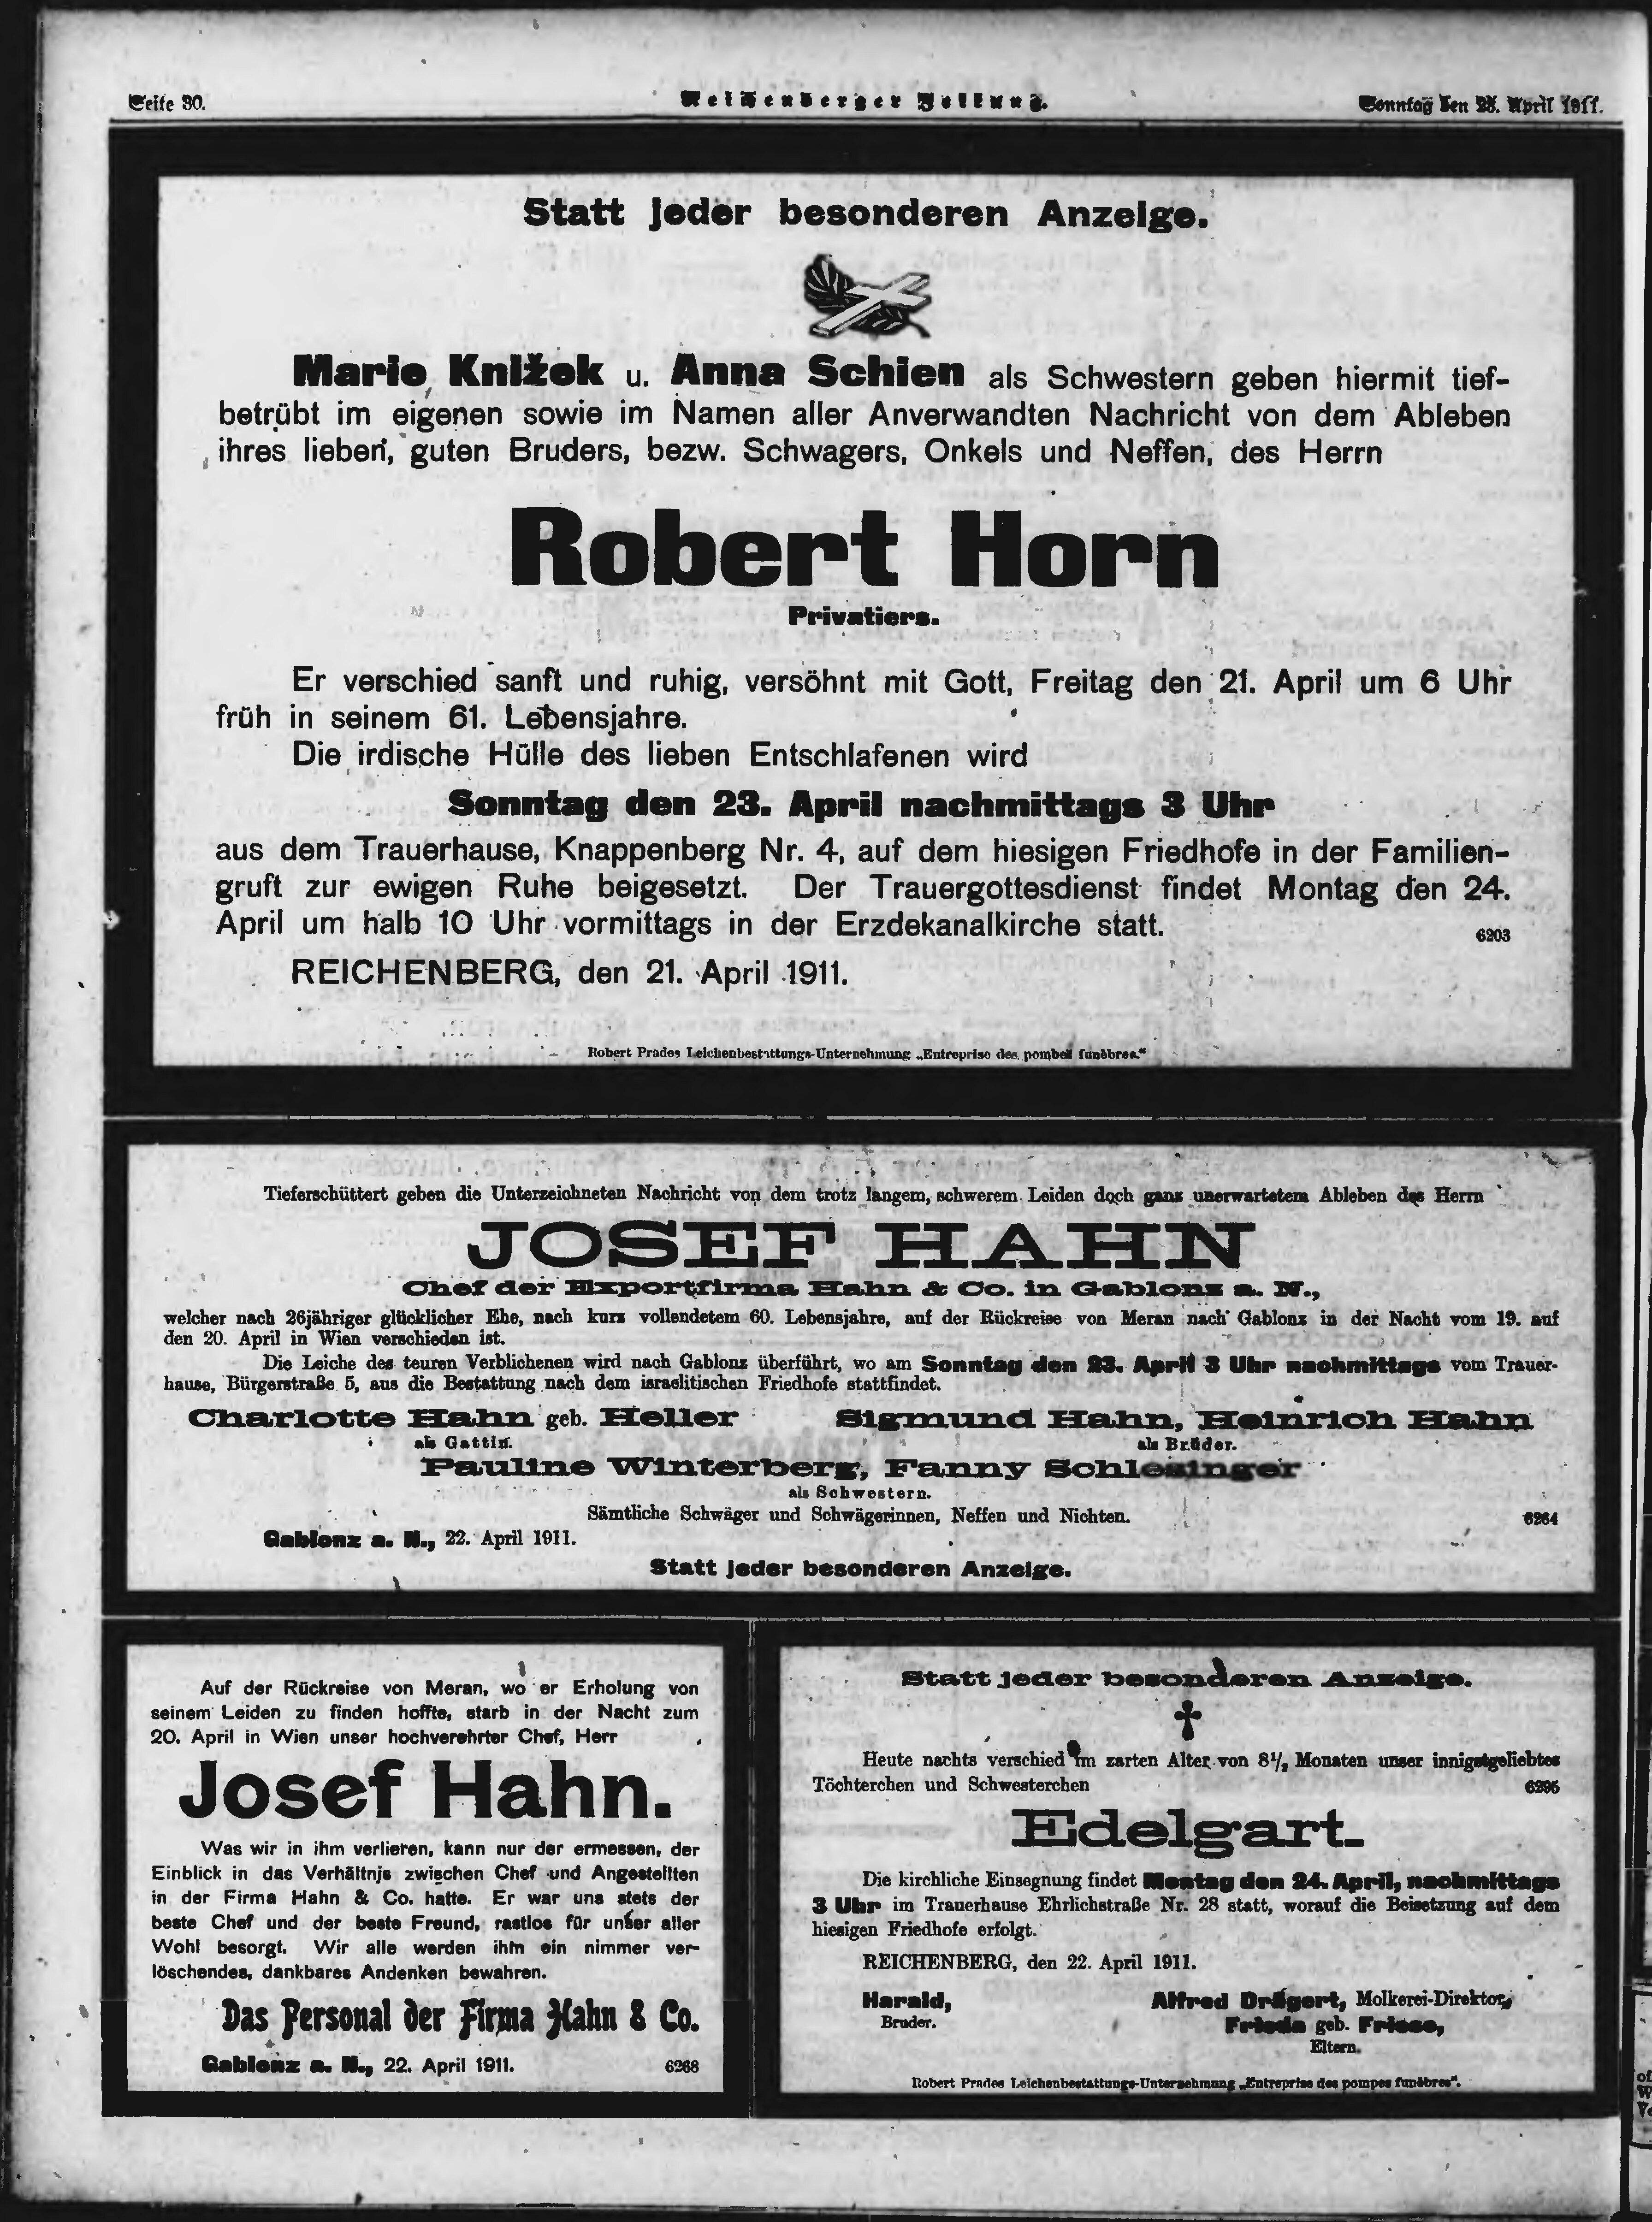 Seite 30.
Reichenberger Zeitung.
Sonntag den 23. April 1911.
Statt jeder besonderen Anzeige.
Marie Knižek u. Anna Schien als Schwestern geben hiermit tief-
betrübt im eigenen sowie im Namen aller Anverwandten Nachricht von dem Ableben
ihres lieben, guten Bruders, bezw. Schwagers, Onkels und Neffen, des Herrn
Robert Horn
Privatiers.
Er verschied sanft und ruhig, versöhnt mit Gott, Freitag den 21. April um 6 Uhr
früh in seinem 61. Lebensjahre.
Die irdische Hülle des lieben Entschlafenen wird
Sonntag den 23. April nachmittags 3 Uhr
aus dem Trauerhause, Knappenberg Nr. 4, auf dem hiesigen Friedhofe in der Familien-
gruft zur ewigen Ruhe beigesetzt. Der Trauergottesdienst findet Montag den 24.
April um halb 10 Uhr vormittags in der Erzdekanalkirche statt.
6203
REICHENBERG, den 21. April 1911.
Robert Prades Leichenbestattungs-Unternehmung „Entreprise des pombes funèbres.“
Tieferschüttert geben die Unterzeichneten Nachricht von dem trotz langem, schwerem Leiden doch ganz unerwartetem Ableben des Herrn
JOSEF HAHN
Chef der Exportfirma Hahn & Co. in Gablonz a. N.,
welcher nach 26jähriger glücklicher Ehe, nach kurz vollendetem 60. Lebensjahre, auf der Rückreise von Meran nach Gablonz in der Nacht vom 19. auf
den 20. April in Wien verschieden ist.
Die Leiche des teuren Verblichenen wird nach Gablonz überführt, wo am Sonntag den 23. April 3 Uhr nachmittags vom Trauer-
hause, Bürgerstraße 5, aus die Bestattung nach dem israelitischen Friedhofe stattfindet.
Charlotte Hahn geb. Heller
als Gattin.
Sigmund Hahn, Heinrich Hahn
als Brüder.
Pauline Winterberg, Fanny Schlesinger
als Schwestern.
Sämtliche Schwäger und Schwägerinnen, Neffen und Nichten.
6264
Gablonz a. N., 22. April 1911.
Statt jeder besonderen Anzeige.
Auf der Rückreise von Meran, wo er Erholung von
seinem Leiden zu finden hoffte, starb in der Nacht zum
20. April in Wien unser hochverehrter Chef, Herr
Josef Hahn.
Was wir in ihm verlieren, kann nur der ermessen, der
Einblick in das Verhältnis zwischen Chef und Angestellten
in der Firma Hahn & Co. hatte. Er war uns stets der
beste Chef und der beste Freund, rastlos für unser aller
Wohl besorgt. Wir alle werden ihm ein nimmer ver-
löschendes, dankbares Andenken bewahren.
Das Personal der Firma Hahn & Co.
Gablonz a. N., 22. April 1911.
6268
Statt jeder besonderen Anzeige.
Heute nachts verschied im zarten Alter von 8½ Monaten unser innigstgeliebtes
Töchterchen und Schwesterchen
6295
Edelgart.
Die kirchliche Einsegnung findet Montag den 24. April, nachmittags
3 Uhr im Trauerhause Ehrlichstraße Nr. 28 statt, worauf die Beisetzung auf dem
hiesigen Friedhofe erfolgt.
REICHENBERG, den 22. April 1911.
Harald,
Bruder.
Alfred Drägert, Molkerei-Direktor,
Frieda geb. Friese,
Eltern.
Robert Prades Leichenbestattungs-Unternehmung „Entreprise des pompes funèbres“.